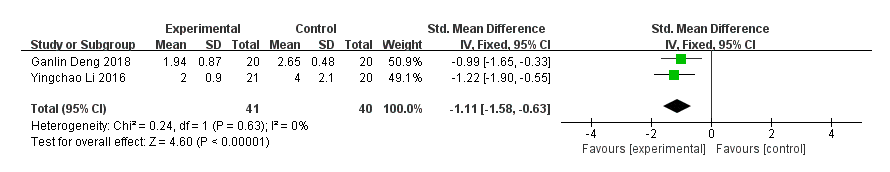 Experimental Control Std. Mean Difference Std. Mean Difference
Study or Subgroup Mean SD Total Mean SD Total Weight IV, Fixed, 95% CI IV, Fixed, 95% CI
Ganlin Deng 2018 1.94 0.87 20 2.65 0.48 20 50.9% -0.99 [-1.65, -0.33]
Yingchao Li 2016 2 0.9 21 4 2.1 20 49.1% -1.22 [-1.90, -0.55]
Total (95% CI) 41 40 100.0% -1.11 [-1.58, -0.63]
Heterogeneity: Chi² = 0.24, df = 1 (P = 0.63); I² = 0%
Test for overall effect: Z = 4.60 (P < 0.00001)
-4 -2 0 2 4
Favours [experimental] Favours [control]